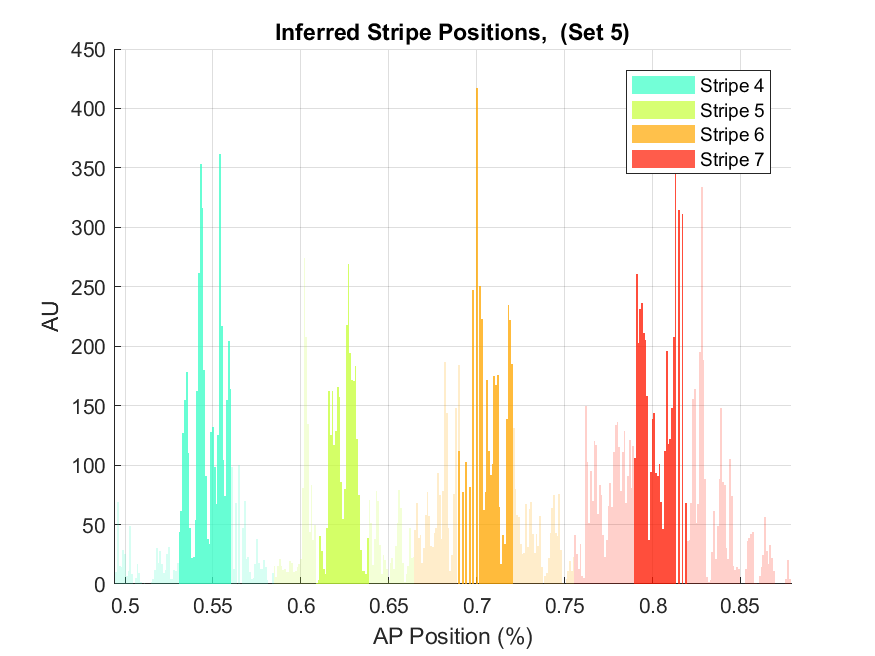 Inferred Stripe Positions,  (Set 5)
450
400
350
300
250
200
150
100
50
0
AU
Stripe 4
Stripe 5
Stripe 6
Stripe 7
0.5
0.55
0.6
0.65
0.7
0.75
0.8
0.85
AP Position (%)